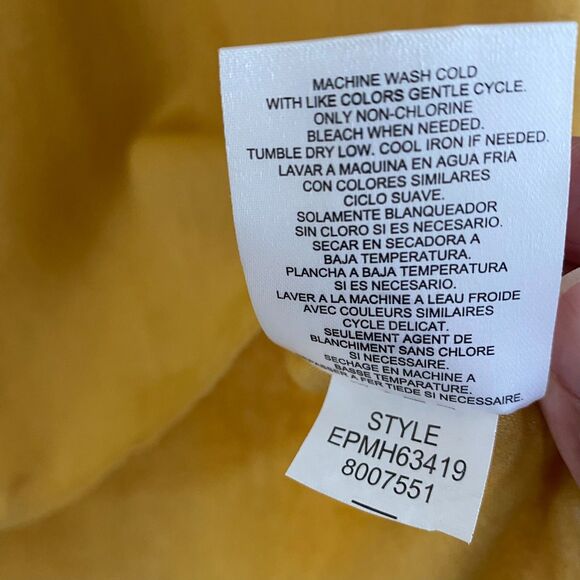 MACHINE WASH COLD
WITH LIKE COLORS GENTLE CYCLE.
ONLY NON-CHLORINE
BLEACH WHEN NEEDED.
TUMBLE DRY LOW. COOL IRON IF NEEDED.
LAVAR A MAQUINA EN AGUA FRIA
CON COLORES SIMILARES
CICLO SUAVE.
SOLAMENTE BLANQUEADOR
SIN CLORO SI ES NECESARIO.
SECAR EN SECADORA A
BAJA TEMPERATURA.
PLANCHA A BAJA TEMPERATURA
SI ES NECESARIO.
LAVER A LA MACHINE A LEAU FROIDE
AVEC COULEURS SIMILAIRES
CYCLE DELICAT.
SEULEMENT AGENT DE
BLANCHIMENT SANS CHLORE
SI NECESSAIRE.
SECHAGE EN MACHINE A
BASSE TEMPARATURE.
A FER TIEDE SI NECESSAIRE.
STYLE
EPMH63419
8007551